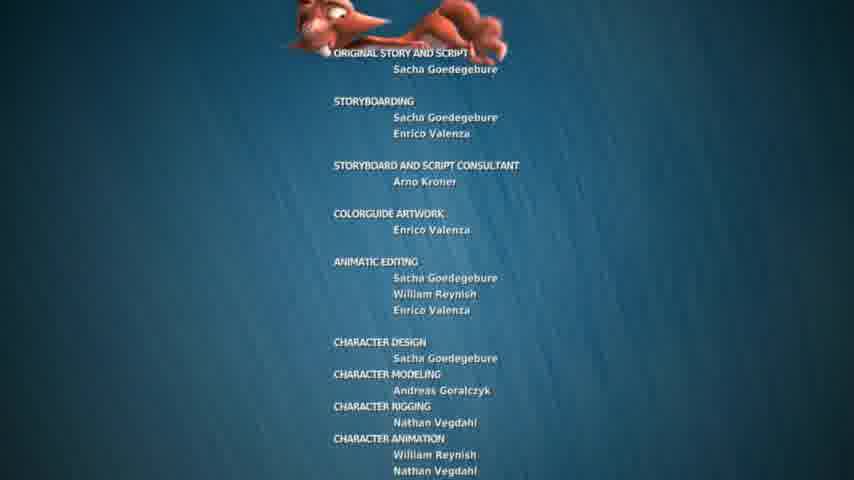 ORIGINAL STORY AND SCRIPT
Sacha Goedegebure
STORYBOARDING
Sacha Goedegebure
Enrico Valenza
STORYBOARD AND SCRIPT CONSULTANT
Arno Kroner
COLORGUIDE ARTWORK
Enrico Valenza
ANIMATIC EDITING
Sacha Goedegebure
William Reynish
Enrico Valenza
CHARACTER DESIGN
Sacha Goedegebure
CHARACTER MODELING
Andreas Goralczyk
CHARACTER RIGGING
Nathan Vegdahl
CHARACTER ANIMATION
William Reynish
Nathan Vegdahl